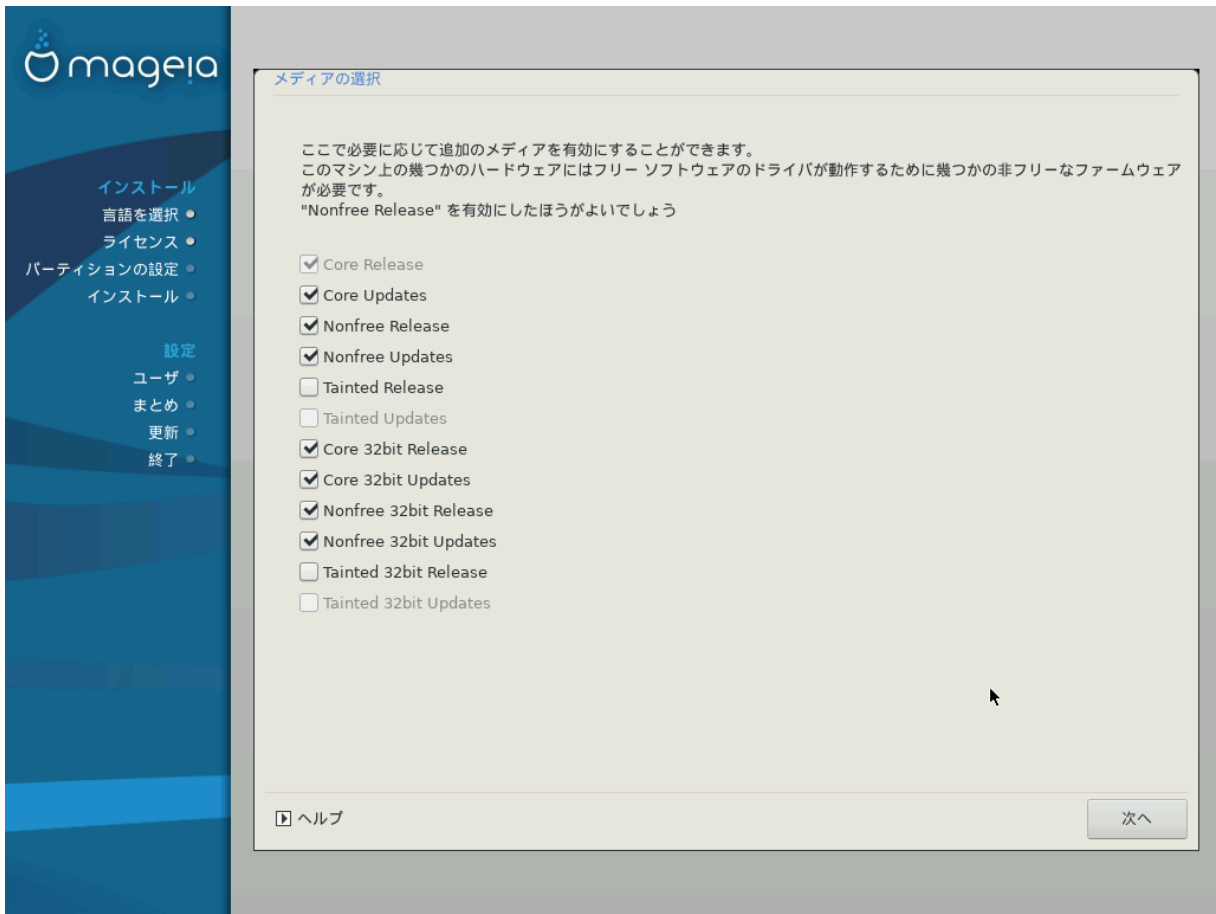 mageia
インストール
言語を選択
ライセンス
パーティションの設定
インストール
設定
ユーザ
まとめ
更新
終了
メディアの選択
ここで必要に応じて追加のメディアを有効にすることができます。
このマシン上の幾つかのハードウェアにはフリー ソフトウェアのドライバが動作するために幾つかの非フリーなファームウェア
が必要です。
"Nonfree Release" を有効にしたほうがよいでしょう
Core Release
Core Updates
Nonfree Release
Nonfree Updates
Tainted Release
Tainted Updates
Core 32bit Release
Core 32bit Updates
Nonfree 32bit Release
Nonfree 32bit Updates
Tainted 32bit Release
Tainted 32bit Updates
ヘルプ
次へ